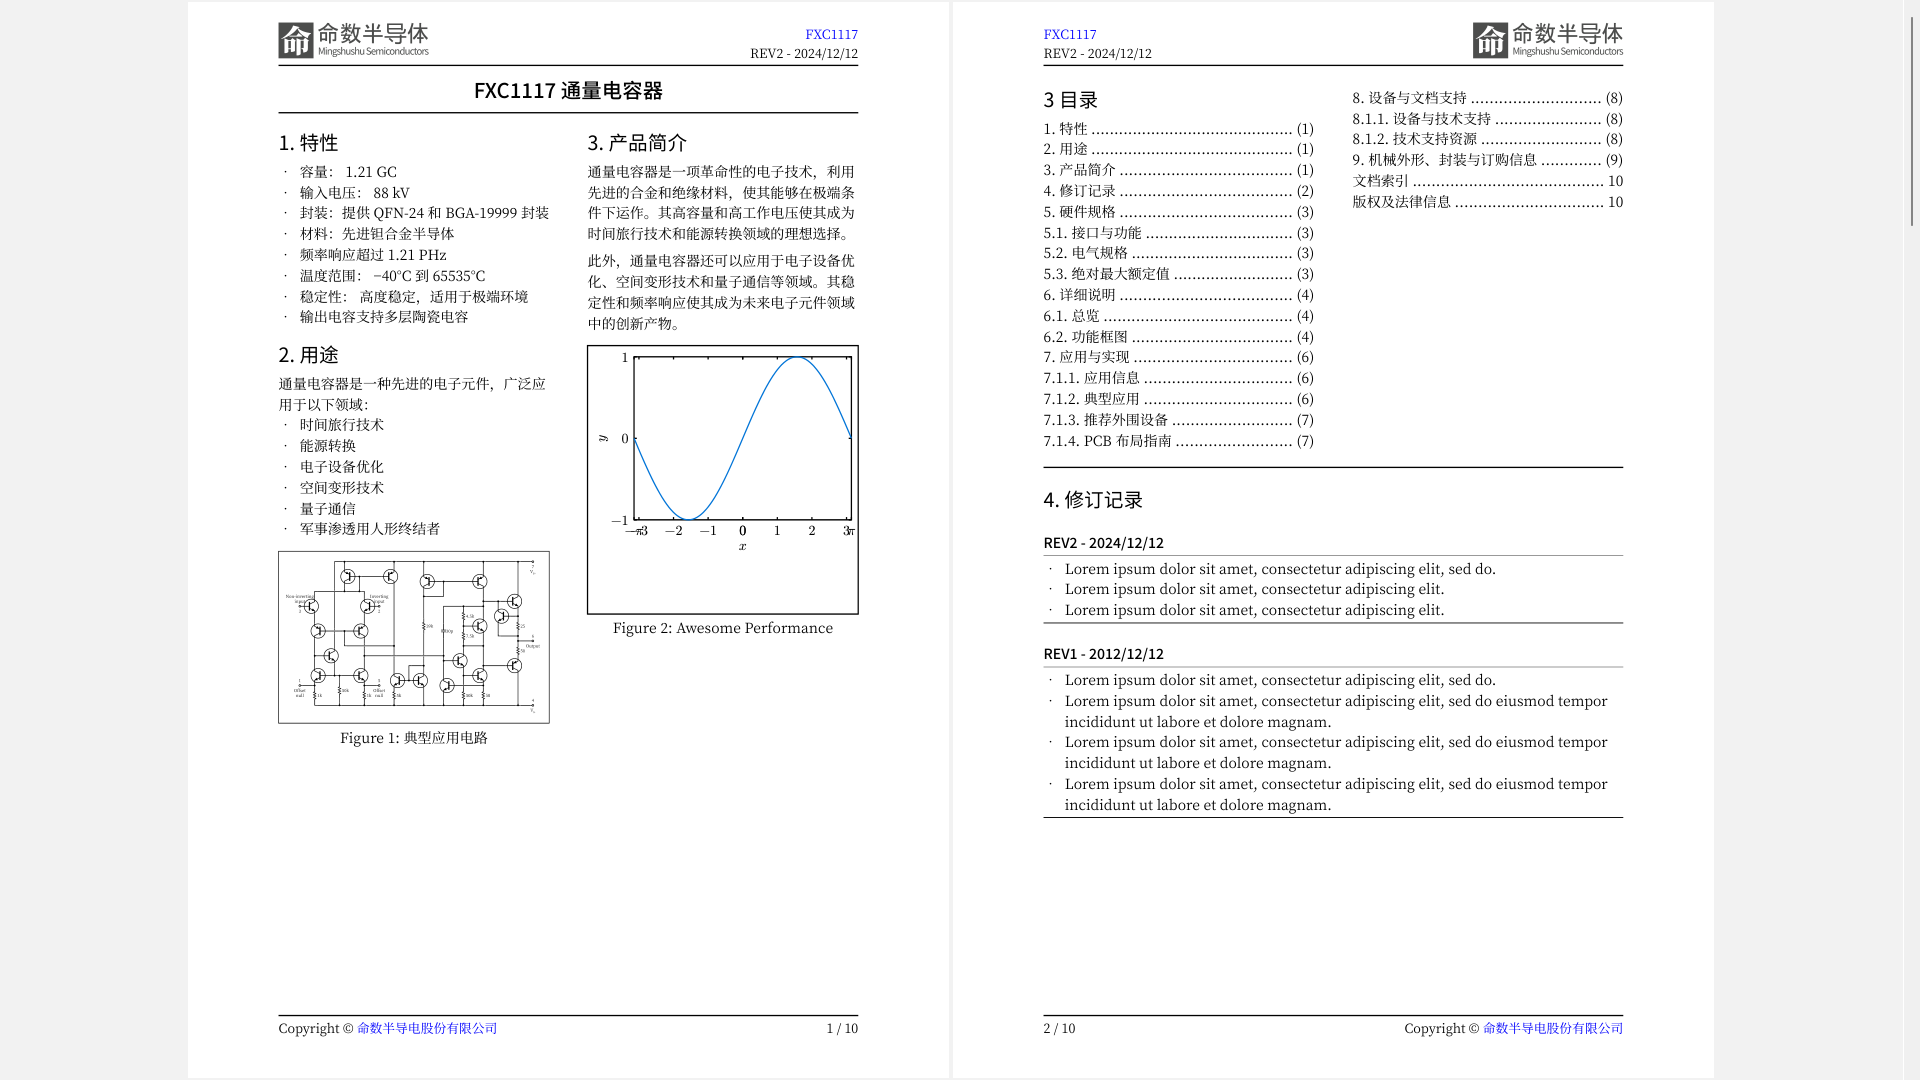 命数半导体
Mingshushu Semiconductors
FXC1117
REV2 - 2024/12/12
FXC1117 通量电容器
1. 特性
· 容量： 1.21 GC
· 输入电压： 88 kV
· 封装：提供 QFN-24 和 BGA-19999 封装
· 材料：先进钽合金半导体
· 频率响应超过 1.21 PHz
· 温度范围： −40°C 到 65535°C
· 稳定性： 高度稳定，适用于极端环境
· 输出电容支持多层陶瓷电容
2. 用途
通量电容器是一种先进的电子元件，广泛应
用于以下领域：
· 时间旅行技术
· 能源转换
· 电子设备优化
· 空间变形技术
· 量子通信
· 军事渗透用人形终结者
Non-inverting
input
3
Inverting
input
2
Output
Offset
null
Offset
null
Figure 1: 典型应用电路
3. 产品简介
通量电容器是一项革命性的电子技术，利用
先进的合金和绝缘材料，使其能够在极端条
件下运作。其高容量和高工作电压使其成为
时间旅行技术和能源转换领域的理想选择。
此外，通量电容器还可以应用于电子设备优
化、空间变形技术和量子通信等领域。其稳
定性和频率响应使其成为未来电子元件领域
中的创新产物。
1
y 0
−1
−π −3 −2 −1 0 1 2 3 π
x
Figure 2: Awesome Performance
Copyright © 命数半导电股份有限公司
1 / 10
FXC1117
REV2 - 2024/12/12
命数半导体
Mingshushu Semiconductors
3 目录
1. 特性 ............................................ (1)
2. 用途 ............................................ (1)
3. 产品简介 ...................................... (1)
4. 修订记录 ...................................... (2)
5. 硬件规格 ...................................... (3)
5.1. 接口与功能 ................................ (3)
5.2. 电气规格 ................................... (3)
5.3. 绝对最大额定值 .......................... (3)
6. 详细说明 ...................................... (4)
6.1. 总览 ......................................... (4)
6.2. 功能框图 ................................... (4)
7. 应用与实现 ................................... (6)
7.1.1. 应用信息 ................................ (6)
7.1.2. 典型应用 ................................ (6)
7.1.3. 推荐外围设备 .......................... (7)
7.1.4. PCB 布局指南 ......................... (7)
8. 设备与文档支持 ............................ (8)
8.1.1. 设备与技术支持 ....................... (8)
8.1.2. 技术支持资源 .......................... (8)
9. 机械外形、封装与订购信息 ............. (9)
文档索引 ......................................... 10
版权及法律信息 ................................ 10
4. 修订记录
REV2 - 2024/12/12
· Lorem ipsum dolor sit amet, consectetur adipiscing elit, sed do.
· Lorem ipsum dolor sit amet, consectetur adipiscing elit.
· Lorem ipsum dolor sit amet, consectetur adipiscing elit.
REV1 - 2012/12/12
· Lorem ipsum dolor sit amet, consectetur adipiscing elit, sed do.
· Lorem ipsum dolor sit amet, consectetur adipiscing elit, sed do eiusmod tempor
incididunt ut labore et dolore magnam.
· Lorem ipsum dolor sit amet, consectetur adipiscing elit, sed do eiusmod tempor
incididunt ut labore et dolore magnam.
· Lorem ipsum dolor sit amet, consectetur adipiscing elit, sed do eiusmod tempor
incididunt ut labore et dolore magnam.
2 / 10
Copyright © 命数半导电股份有限公司